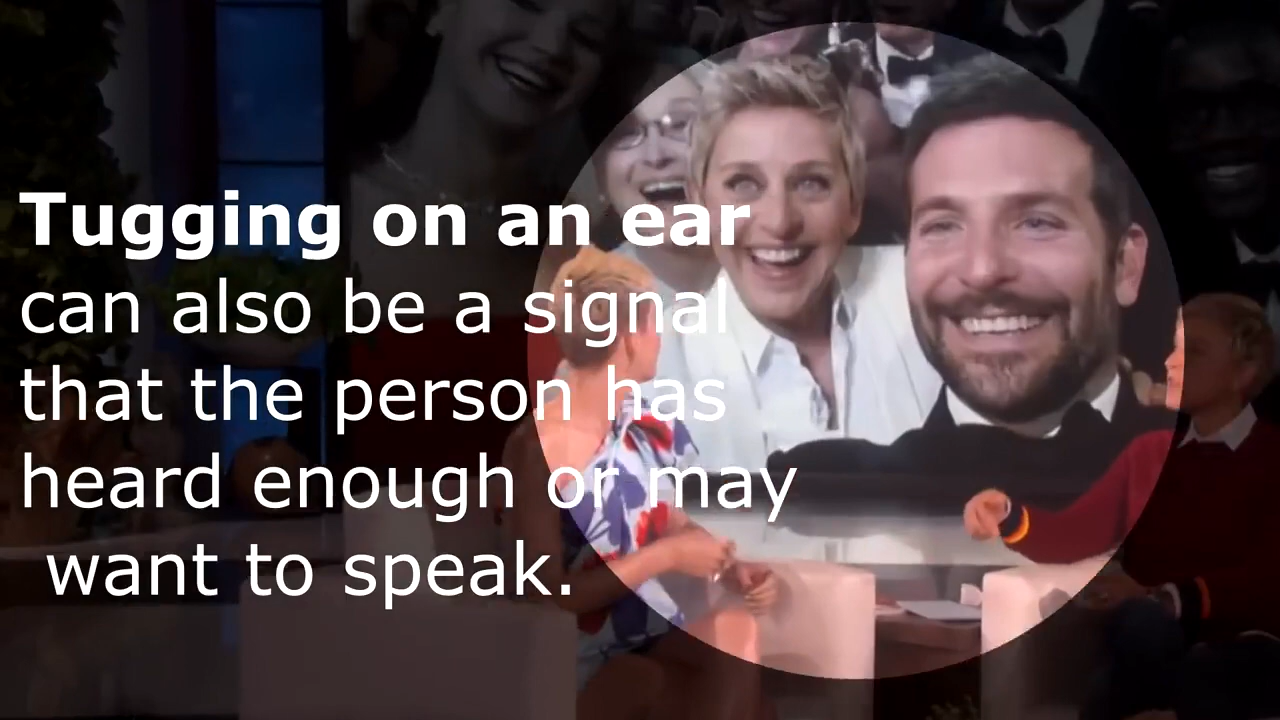 Tugging on an ear
can also be a signal
that the person has
heard enough or may
want to speak.